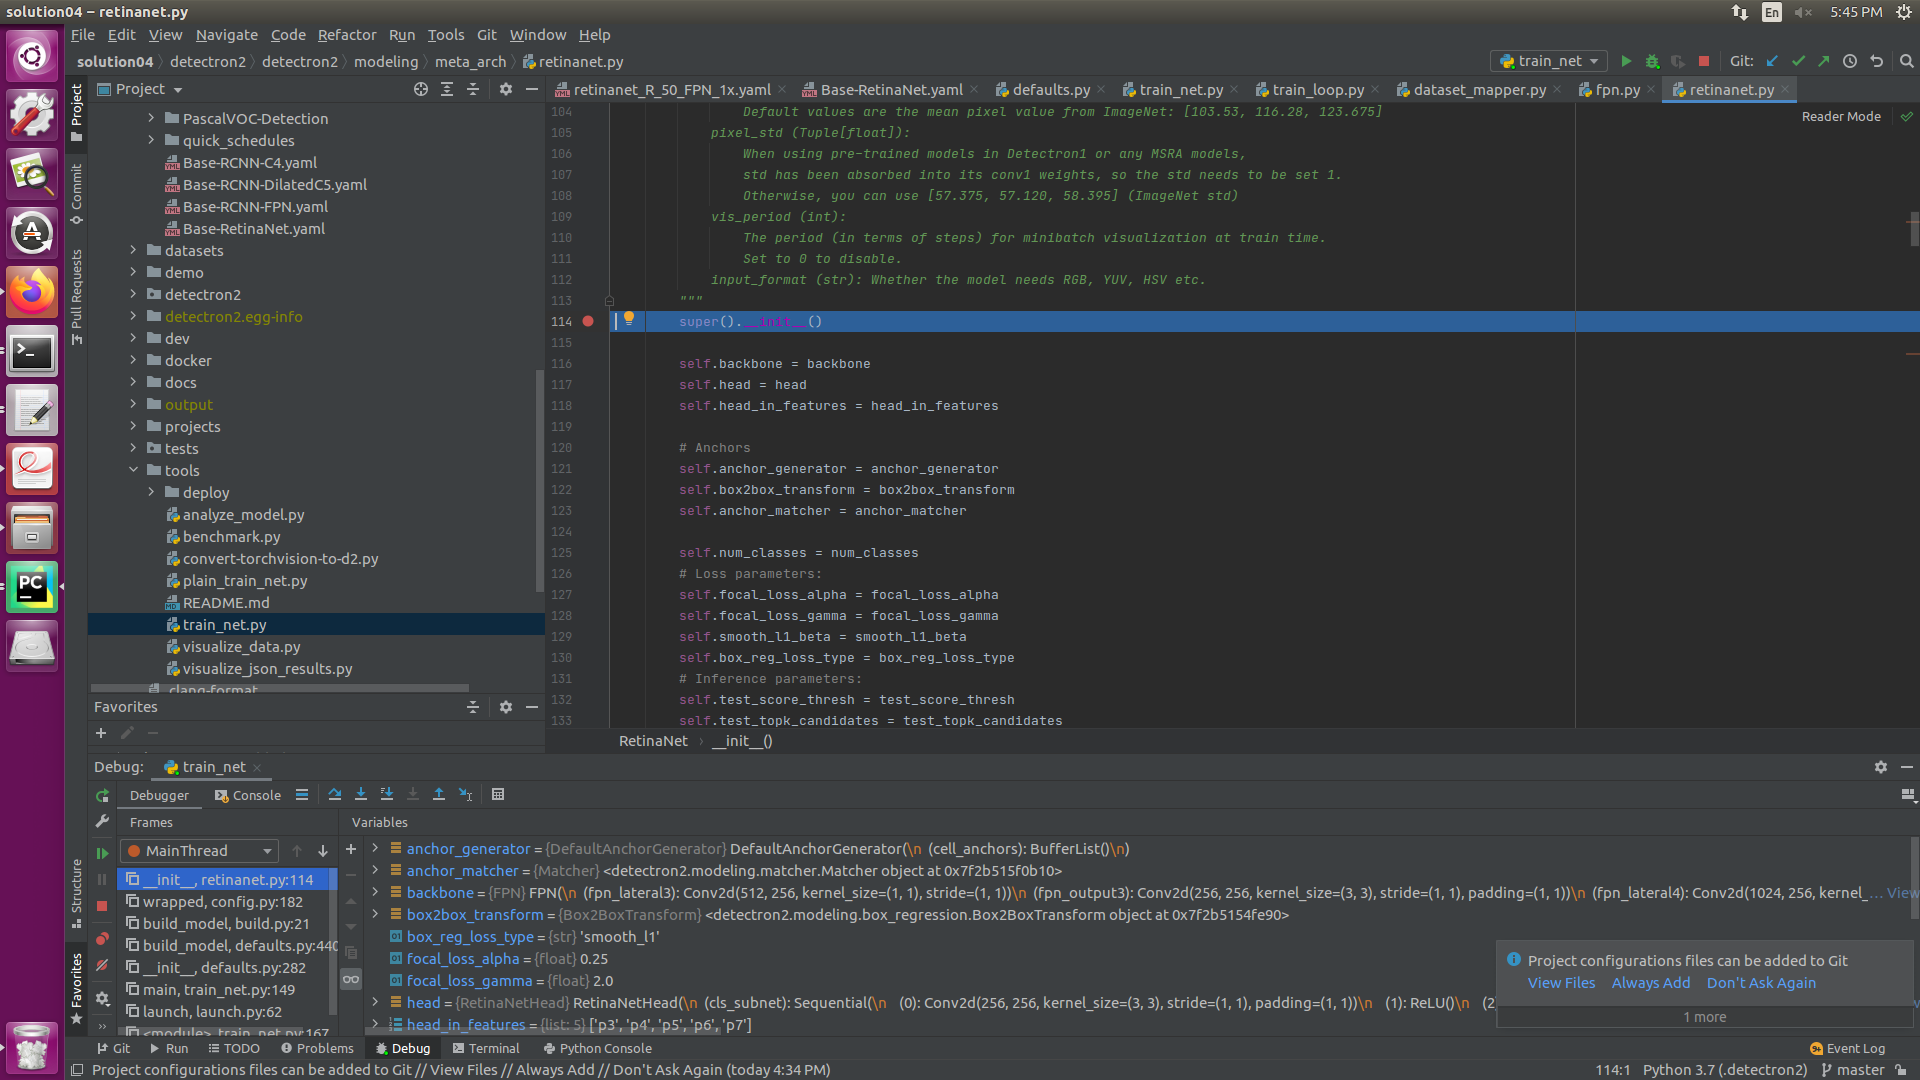 solution04 – retinanet.py
En
5:45 PM
File Edit View Navigate Code Refactor Run Tools Git Window Help
solution04 detectron2 detectron2 modeling meta_arch retinanet.py
train_net
Git:
Project
retinanet_R_50_FPN_1x.yaml Base-RetinaNet.yaml defaults.py train_net.py train_loop.py dataset_mapper.py fpn.py retinanet.py
Reader Mode
Project
Commit
Pull Requests
Structure
Favorites
PascalVOC-Detection
quick_schedules
Base-RCNN-C4.yaml
Base-RCNN-DilatedC5.yaml
Base-RCNN-FPN.yaml
Base-RetinaNet.yaml
datasets
demo
detectron2
detectron2.egg-info
dev
docker
docs
output
projects
tests
tools
deploy
analyze_model.py
benchmark.py
convert-torchvision-to-d2.py
plain_train_net.py
README.md
train_net.py
visualize_data.py
visualize_json_results.py
.clang-format
104 Default values are the mean pixel value from ImageNet: [103.53, 116.28, 123.675]
105 pixel_std (Tuple[float]):
106 When using pre-trained models in Detectron1 or any MSRA models,
107 std has been absorbed into its conv1 weights, so the std needs to be set 1.
108 Otherwise, you can use [57.375, 57.120, 58.395] (ImageNet std)
109 vis_period (int):
110 The period (in terms of steps) for minibatch visualization at train time.
111 Set to 0 to disable.
112 input_format (str): Whether the model needs RGB, YUV, HSV etc.
113 """
114 super().__init__()
115
116 self.backbone = backbone
117 self.head = head
118 self.head_in_features = head_in_features
119
120 # Anchors
121 self.anchor_generator = anchor_generator
122 self.box2box_transform = box2box_transform
123 self.anchor_matcher = anchor_matcher
124
125 self.num_classes = num_classes
126 # Loss parameters:
127 self.focal_loss_alpha = focal_loss_alpha
128 self.focal_loss_gamma = focal_loss_gamma
129 self.smooth_l1_beta = smooth_l1_beta
130 self.box_reg_loss_type = box_reg_loss_type
131 # Inference parameters:
132 self.test_score_thresh = test_score_thresh
133 self.test_topk_candidates = test_topk_candidates
RetinaNet __init__()
Favorites
Debug: train_net
Debugger Console
Frames
Variables
MainThread
__init__, retinanet.py:114
wrapped, config.py:182
build_model, build.py:21
build_model, defaults.py:440
__init__, defaults.py:282
main, train_net.py:149
launch, launch.py:62
<module>, train_net.py:167
anchor_generator = {DefaultAnchorGenerator} DefaultAnchorGenerator(\n (cell_anchors): BufferList()\n)
anchor_matcher = {Matcher} <detectron2.modeling.matcher.Matcher object at 0x7f2b515f0b10>
backbone = {FPN} FPN(\n (fpn_lateral3): Conv2d(512, 256, kernel_size=(1, 1), stride=(1, 1))\n (fpn_output3): Conv2d(256, 256, kernel_size=(3, 3), stride=(1, 1), padding=(1, 1))\n (fpn_lateral4): Conv2d(1024, 256, kernel_... View
box2box_transform = {Box2BoxTransform} <detectron2.modeling.box_regression.Box2BoxTransform object at 0x7f2b5154fe90>
box_reg_loss_type = {str} 'smooth_l1'
focal_loss_alpha = {float} 0.25
focal_loss_gamma = {float} 2.0
head = {RetinaNetHead} RetinaNetHead(\n (cls_subnet): Sequential(\n (0): Conv2d(256, 256, kernel_size=(3, 3), stride=(1, 1), padding=(1, 1))\n (1): ReLU()\n (2
head_in_features = {list: 5} ['p3', 'p4', 'p5', 'p6', 'p7']
Project configurations files can be added to Git
View Files Always Add Don't Ask Again
1 more
Git Run TODO Problems Debug Terminal Python Console
Event Log
Project configurations files can be added to Git // View Files // Always Add // Don't Ask Again (today 4:34 PM)
114:1 Python 3.7 (.detectron2) master